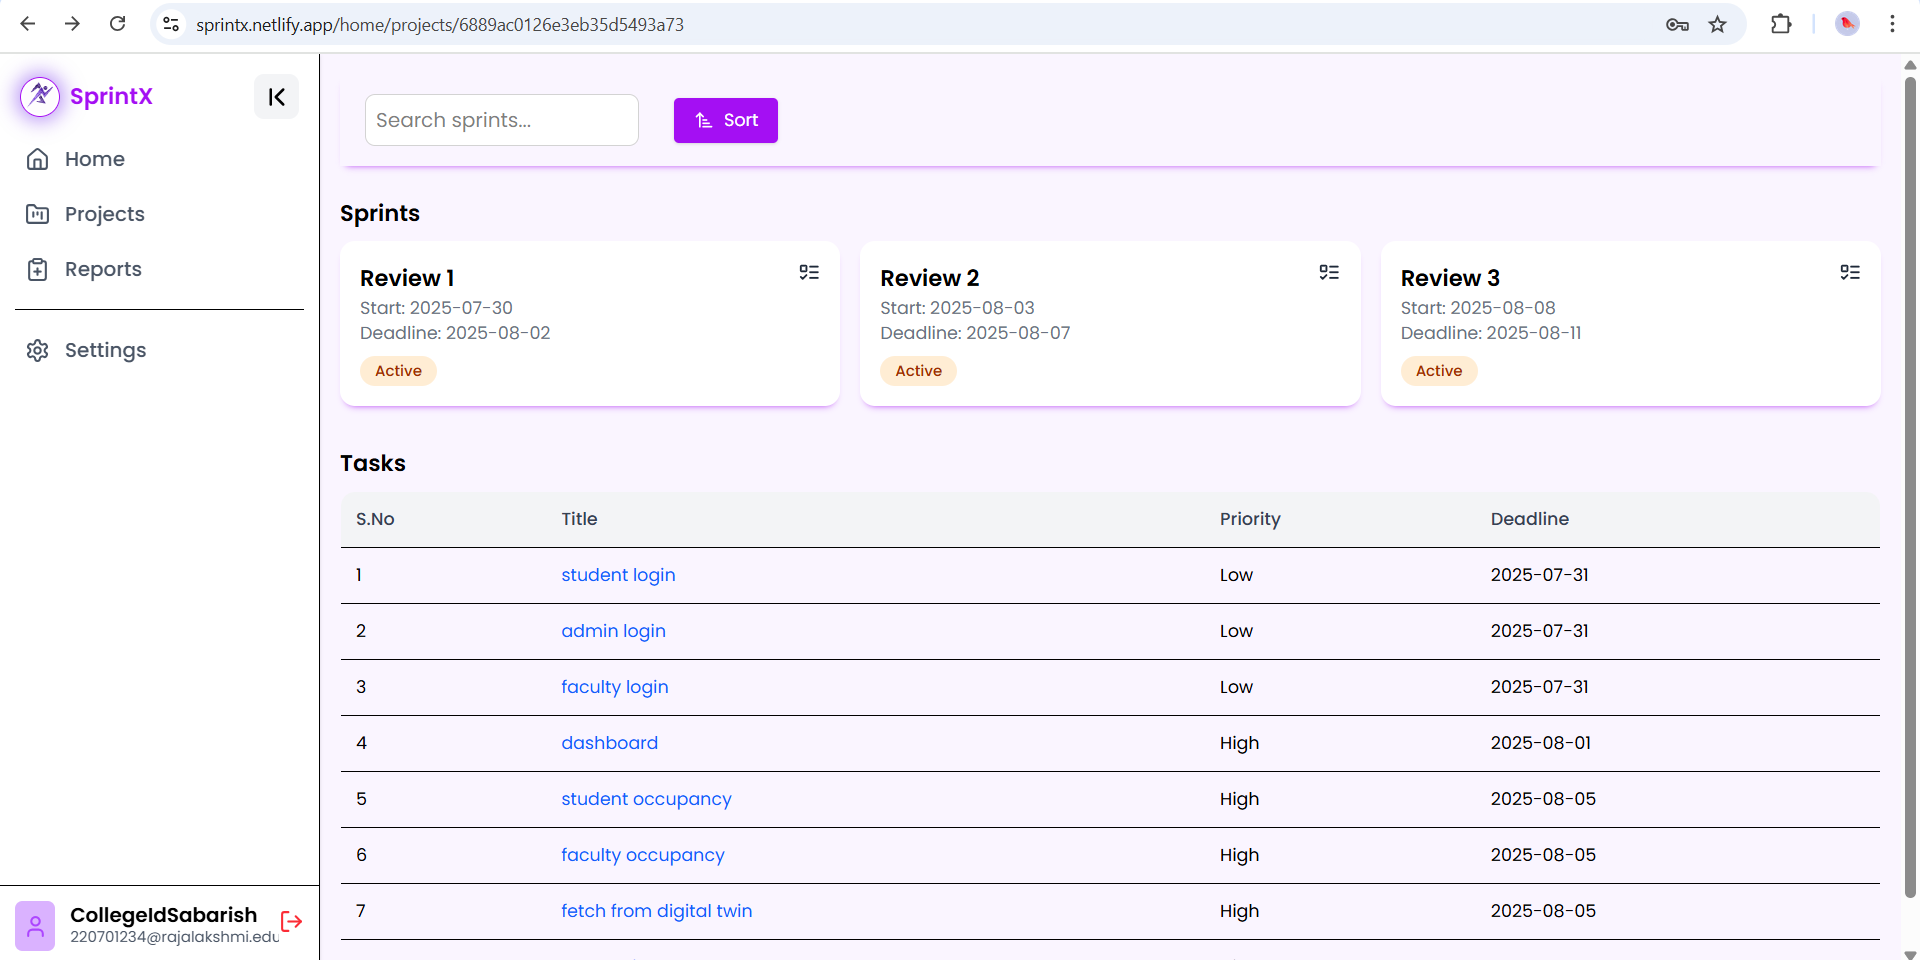 sprintx.netlify.app/home/projects/6889ac0126e3eb35d5493a73
SprintX
Home
Projects
Reports
Settings
CollegeIdSabarish
220701234@rajalakshmi.edu
Search sprints...
Sort
Sprints
Review 1
Start: 2025-07-30
Deadline: 2025-08-02
Active
Review 2
Start: 2025-08-03
Deadline: 2025-08-07
Active
Review 3
Start: 2025-08-08
Deadline: 2025-08-11
Active
Tasks
S.No Title Priority Deadline
1 student login Low 2025-07-31
2 admin login Low 2025-07-31
3 faculty login Low 2025-07-31
4 dashboard High 2025-08-01
5 student occupancy High 2025-08-05
6 faculty occupancy High 2025-08-05
7 fetch from digital twin High 2025-08-05